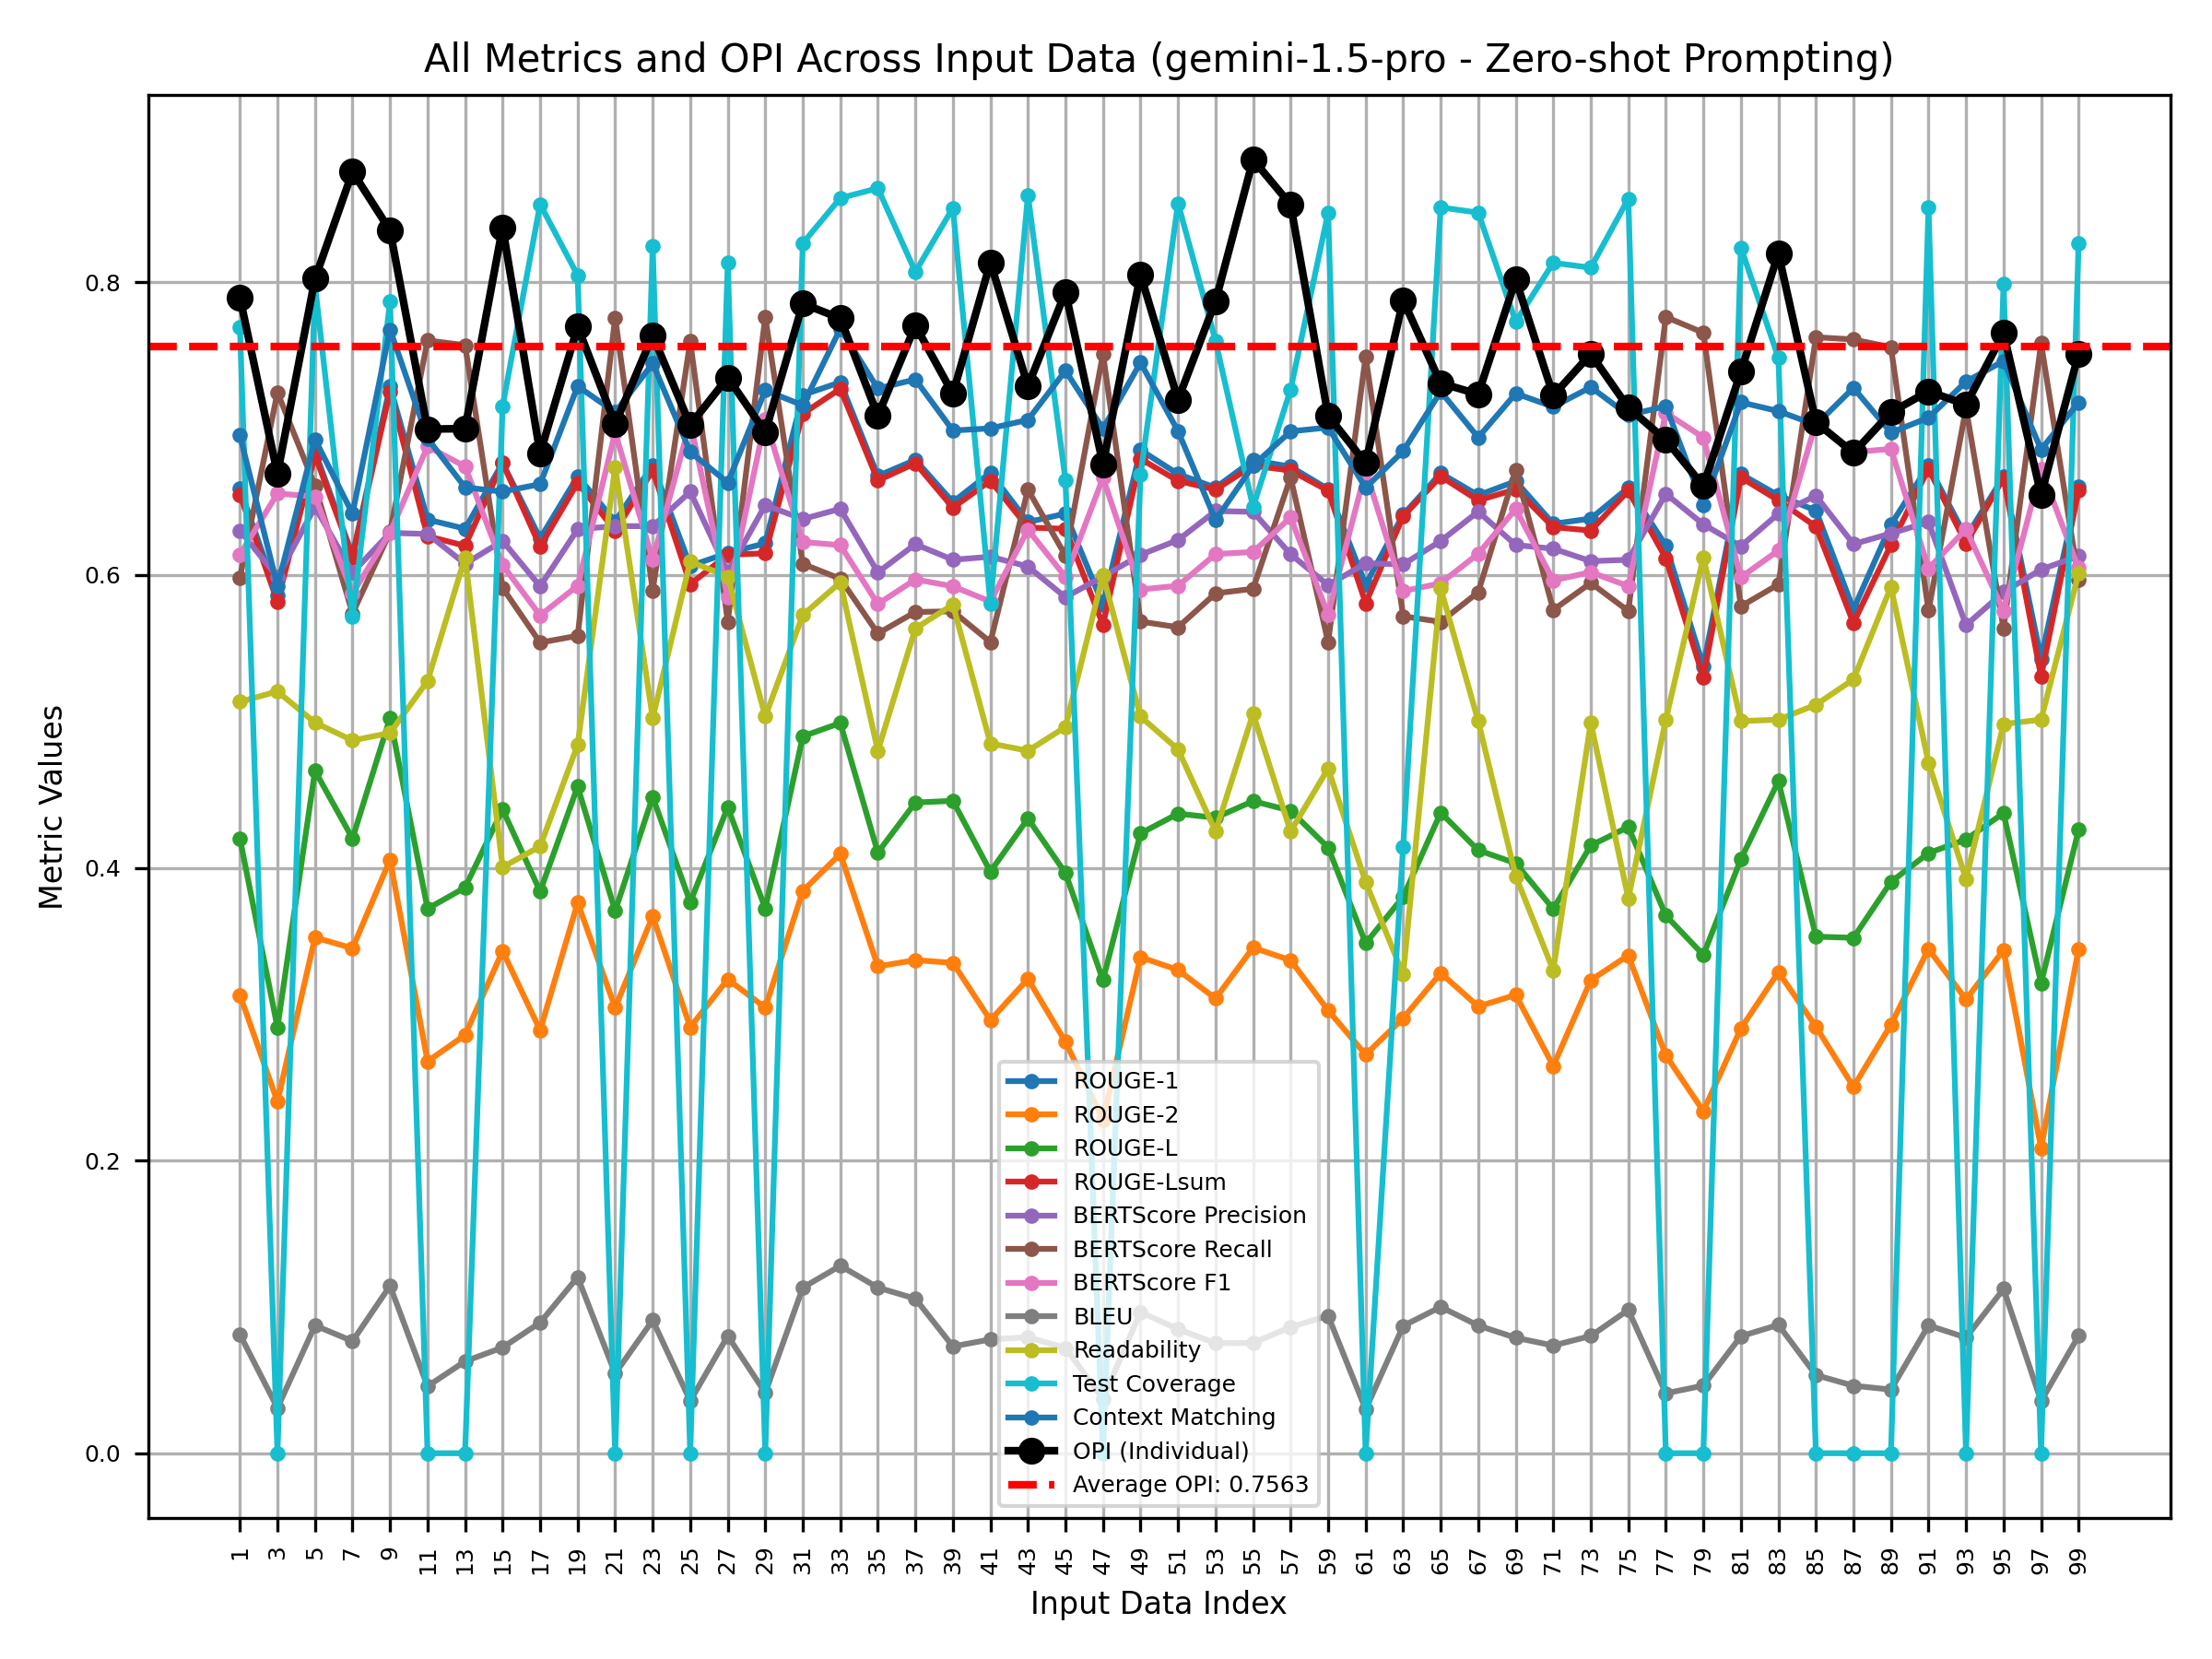 All Metrics and OPI Across Input Data (gemini-1.5-pro - Zero-shot Prompting)
Metric Values
0.8
0.6
0.4
0.2
0.0
ROUGE-1
ROUGE-2
ROUGE-L
ROUGE-Lsum
BERTScore Precision
BERTScore Recall
BERTScore F1
BLEU
Readability
Test Coverage
Context Matching
OPI (Individual)
Average OPI: 0.7563
1 3 5 7 9 11 13 15 17 19 21 23 25 27 29 31 33 35 37 39 41 43 45 47 49 51 53 55 57 59 61 63 65 67 69 71 73 75 77 79 81 83 85 87 89 91 93 95 97 99
Input Data Index